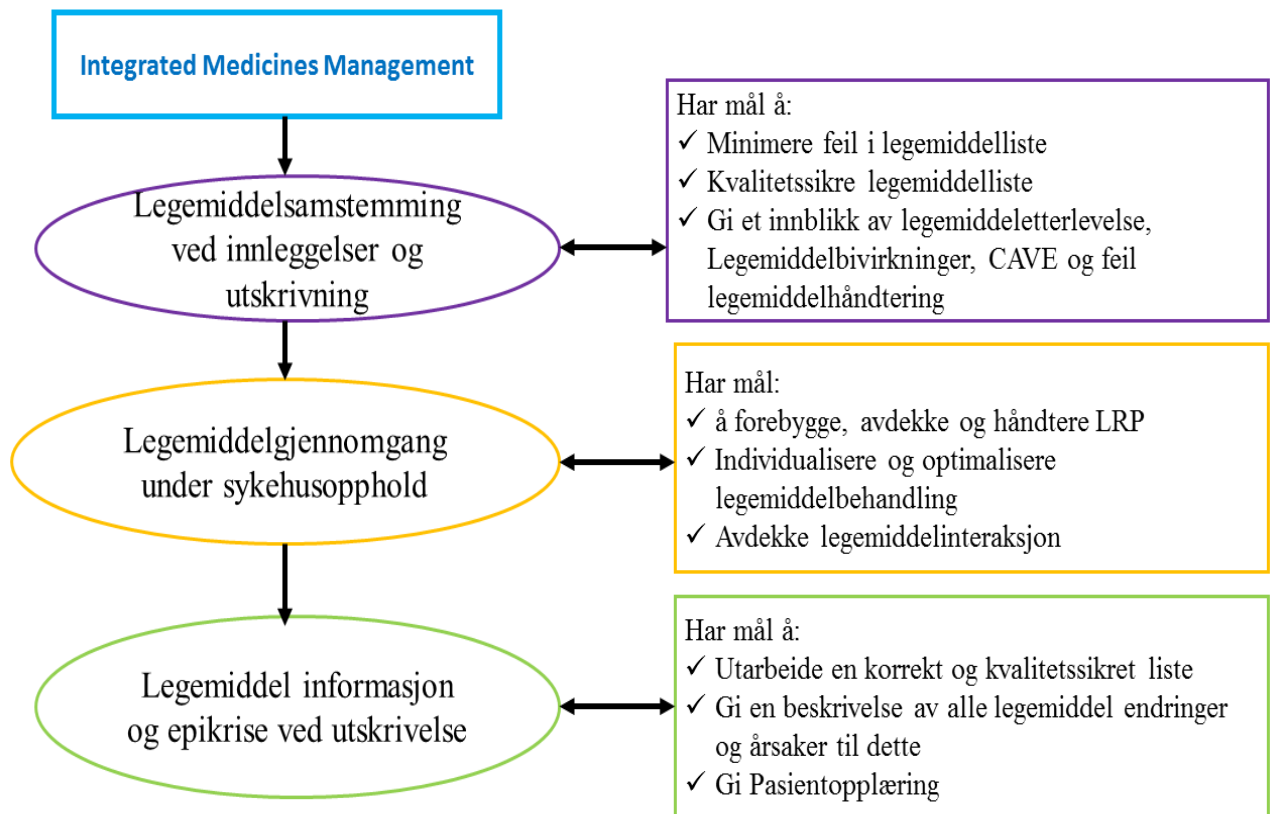 Integrated Medicines Management
Legemiddelsamstemming
ved innleggelser og
utskrivning
Har mål å:
✓ Minimere feil i legemiddelliste
✓ Kvalitetssikre legemiddelliste
✓ Gi et innblikk av legemiddeletterlevelse,
Legemiddelbivirkninger, CAVE og feil
legemiddelhåndtering
Legemiddelgjennomgang
under sykehusopphold
Har mål:
✓ å forebygge, avdekke og håndtere LRP
✓ Individualisere og optimalisere
legemiddelbehandling
✓ Avdekke legemiddelinteraksjon
Legemiddel informasjon
og epikrise ved utskrivelse
Har mål å:
✓ Utarbeide en korrekt og kvalitetssikret liste
✓ Gi en beskrivelse av alle legemiddel endringer
og årsaker til dette
✓ Gi Pasientopplæring